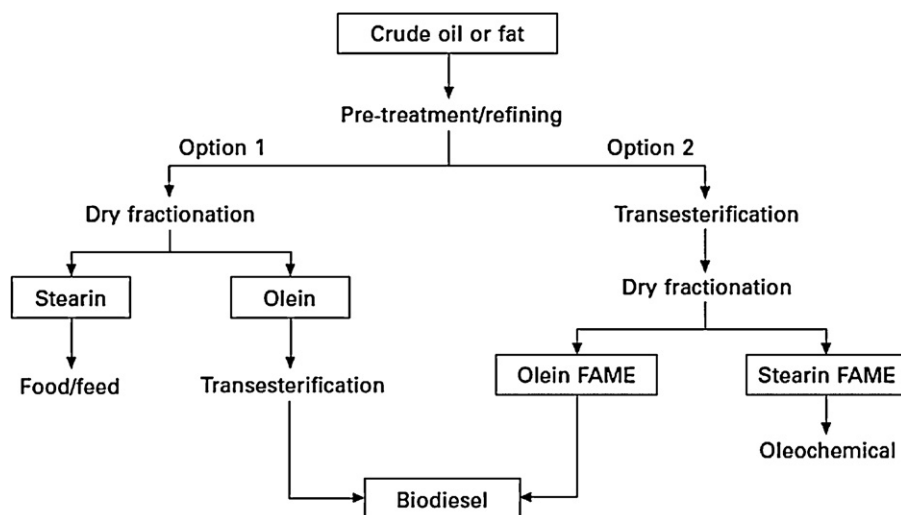 Crude oil or fat
Pre-treatment/refining
Option 1
Option 2
Dry fractionation
Transesterification
Stearin
Olein
Dry fractionation
Food/feed
Transesterification
Olein FAME
Stearin FAME
Oleochemical
Biodiesel